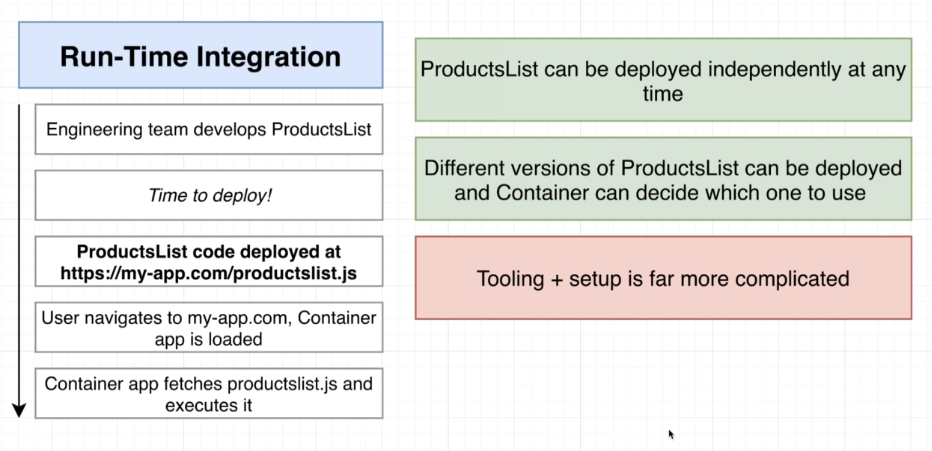 Run-Time Integration
Engineering team develops ProductsList
Time to deploy!
ProductsList code deployed at
https://my-app.com/productslist.js
User navigates to my-app.com, Container
app is loaded
Container app fetches productslist.js and
executes it
ProductsList can be deployed independently at any
time
Different versions of ProductsList can be deployed
and Container can decide which one to use
Tooling + setup is far more complicated